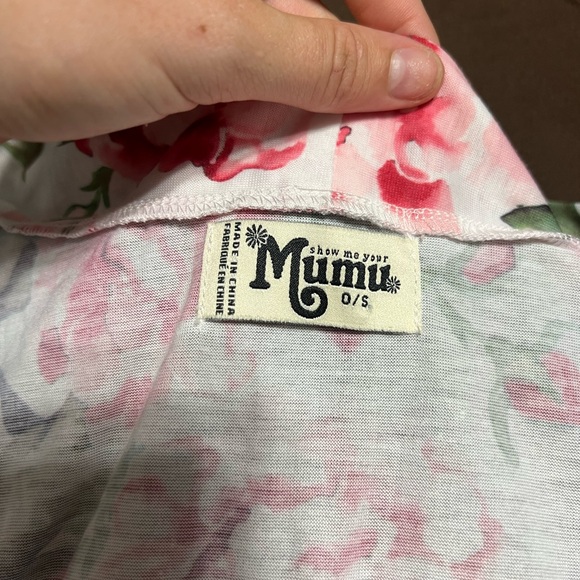 MADE IN CHINA
FABRIQUÉ EN CHINE
show me your
Mumu
O/S